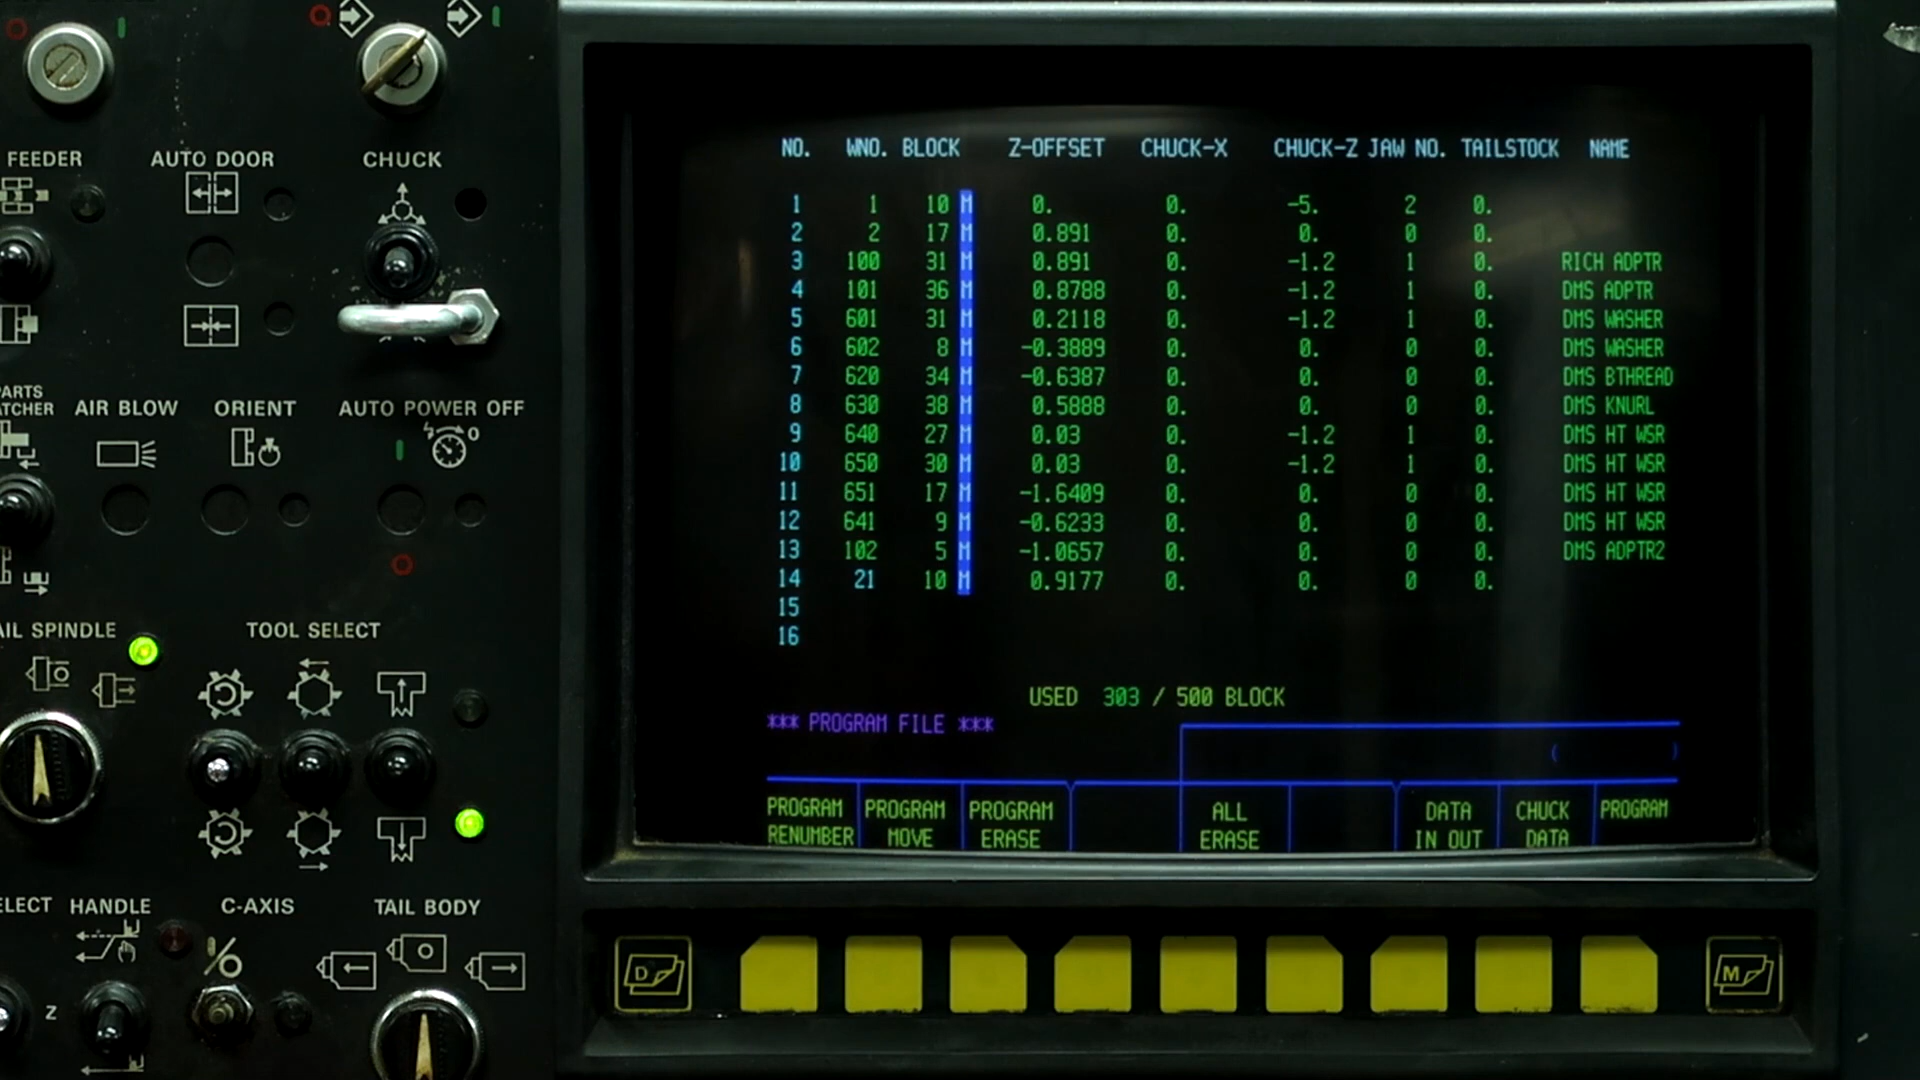 FEEDER AUTO DOOR CHUCK
AIR BLOW ORIENT AUTO POWER OFF
0
SPINDLE TOOL SELECT
HANDLE C-AXIS TAIL BODY
Z
NO. WNO. BLOCK Z-OFFSET CHUCK-X CHUCK-Z JAW NO. TAILSTOCK NAME
1 1 10 M 0. 0. -5. 2 0.
2 2 17 M 0.891 0. 0. 0 0.
3 100 31 M 0.891 0. -1.2 1 0. RICH ADPTR
4 101 36 M 0.8788 0. -1.2 1 0. DMS ADPTR
5 601 31 M 0.2118 0. -1.2 1 0. DMS WASHER
6 602 8 M -0.3889 0. 0. 0 0. DMS WASHER
7 620 34 M -0.6387 0. 0. 0 0. DMS BTHREAD
8 630 38 M 0.5888 0. 0. 0 0. DMS KNURL
9 640 27 M 0.03 0. -1.2 1 0. DMS HT WSR
10 650 30 M 0.03 0. -1.2 1 0. DMS HT WSR
11 651 17 M -1.6409 0. 0. 0 0. DMS HT WSR
12 641 9 M -0.6233 0. 0. 0 0. DMS HT WSR
13 102 5 M -1.0657 0. 0. 0 0. DMS ADPTR2
14 21 10 M 0.9177 0. 0. 0 0.
15
16
USED 303 / 500 BLOCK
*** PROGRAM FILE ***
( )
PROGRAM PROGRAM PROGRAM ALL DATA CHUCK PROGRAM
RENUMBER MOVE ERASE ERASE IN OUT DATA
D M